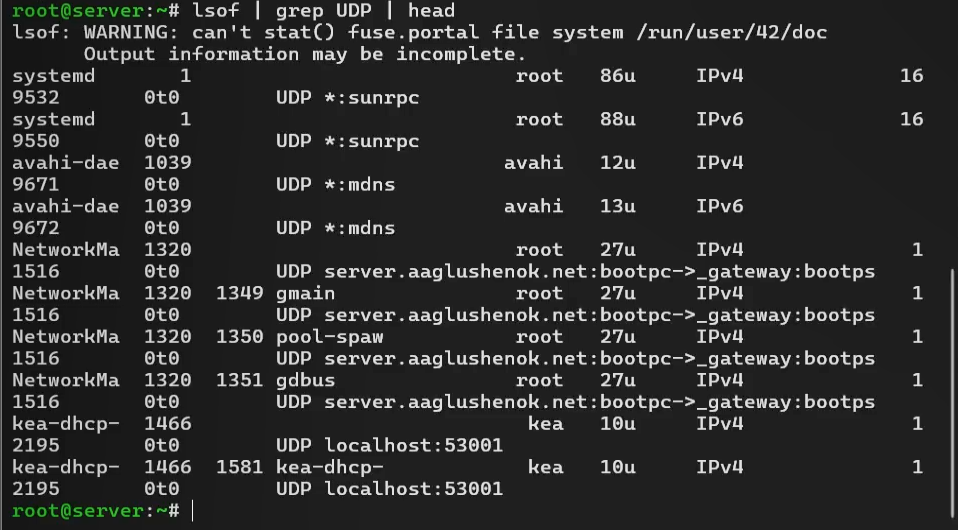 root@server:~# lsof | grep UDP | head
lsof: WARNING: can't stat() fuse.portal file system /run/user/42/doc
      Output information may be incomplete.
systemd       1                           root   86u     IPv4             16
9532       0t0        UDP *:sunrpc
systemd       1                           root   88u     IPv6             16
9550       0t0        UDP *:sunrpc
avahi-dae  1039                          avahi   12u     IPv4
9671       0t0        UDP *:mdns
avahi-dae  1039                          avahi   13u     IPv6
9672       0t0        UDP *:mdns
NetworkMa  1320                           root   27u     IPv4              1
1516       0t0        UDP server.aaglushenok.net:bootpc->_gateway:bootps
NetworkMa  1320  1349 gmain               root   27u     IPv4              1
1516       0t0        UDP server.aaglushenok.net:bootpc->_gateway:bootps
NetworkMa  1320  1350 pool-spaw           root   27u     IPv4              1
1516       0t0        UDP server.aaglushenok.net:bootpc->_gateway:bootps
NetworkMa  1320  1351 gdbus               root   27u     IPv4              1
1516       0t0        UDP server.aaglushenok.net:bootpc->_gateway:bootps
kea-dhcp-  1466                            kea   10u     IPv4              1
2195       0t0        UDP localhost:53001
kea-dhcp-  1466  1581 kea-dhcp-            kea   10u     IPv4              1
2195       0t0        UDP localhost:53001
root@server:~#